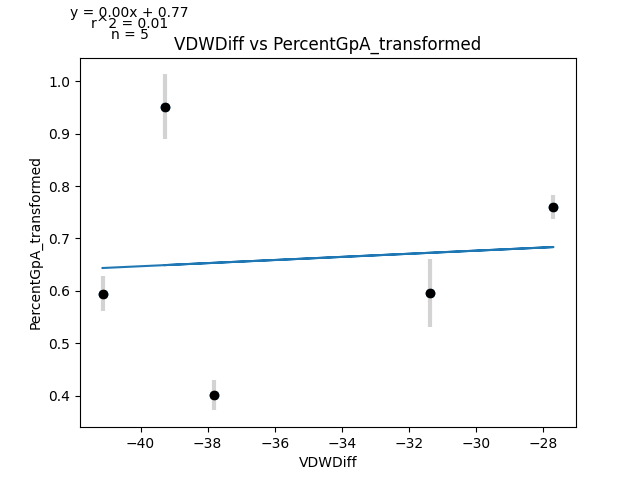 y = 0.00x + 0.77
r^2 = 0.01
n = 5
VDWDiff vs PercentGpA_transformed
PercentGpA_transformed
1.0
0.9
0.8
0.7
0.6
0.5
0.4
−40
−38
−36
−34
−32
−30
−28
VDWDiff